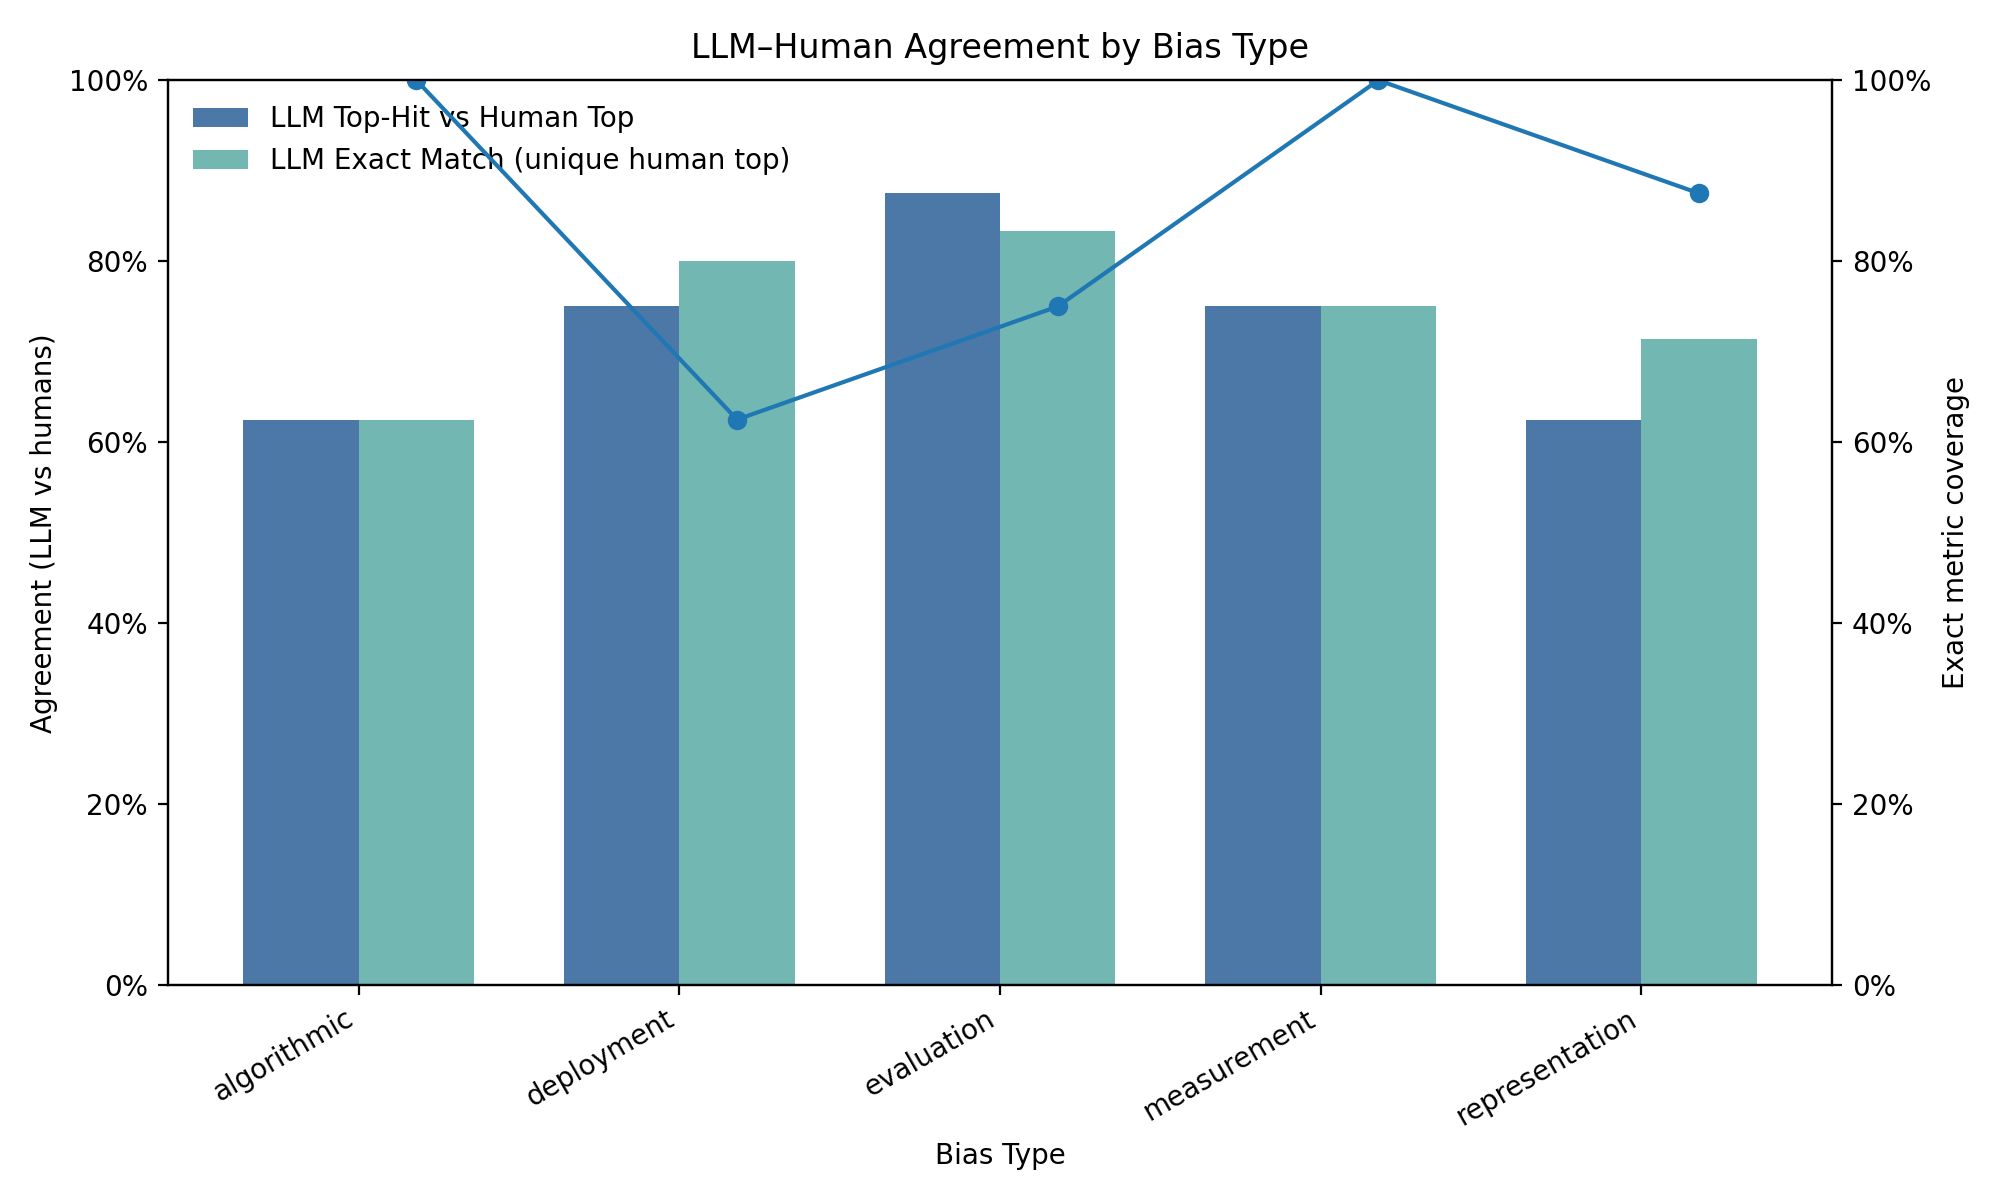 LLM–Human Agreement by Bias Type
LLM Top-Hit vs Human Top
LLM Exact Match (unique human top)
Agreement (LLM vs humans)
100%
80%
60%
40%
20%
0%
Exact metric coverage
100%
80%
60%
40%
20%
0%
algorithmic
deployment
evaluation
measurement
representation
Bias Type